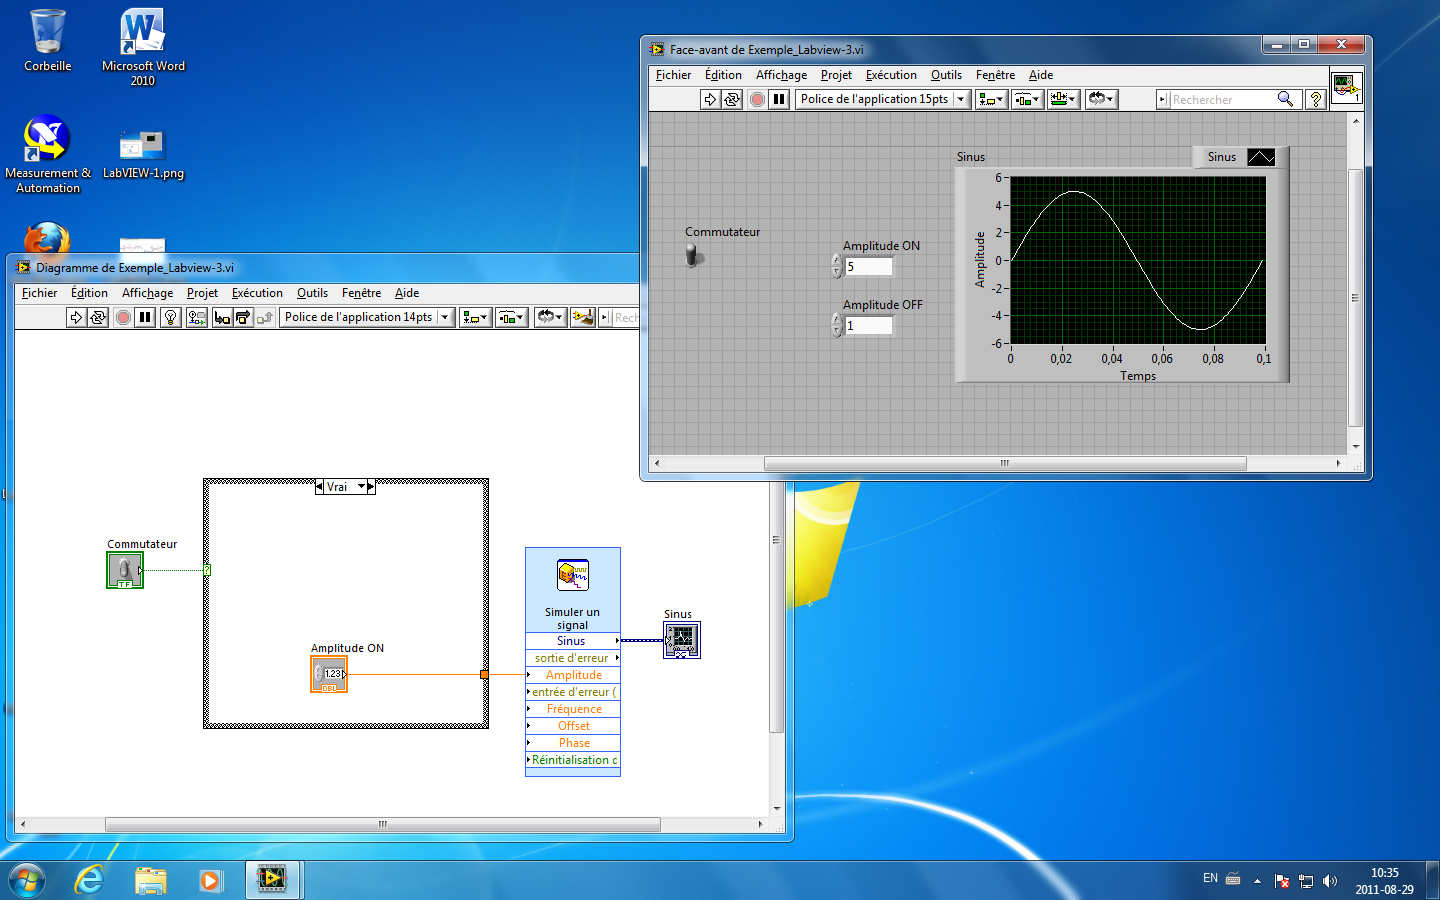 Corbeille
Microsoft Word
2010
Measurement &
Automation
LabVIEW-1.png
Face-avant de Exemple_Labview-3.vi
Fichier Édition Affichage Projet Exécution Outils Fenêtre Aide
Police de l'application 15pts
Rechercher
1
Commutateur
Amplitude ON
5
Amplitude OFF
1
Sinus
Sinus
Amplitude
6
4
2
0
-2
-4
-6
0 0,02 0,04 0,06 0,08 0,1
Temps
Diagramme de Exemple_Labview-3.vi
Fichier Édition Affichage Projet Exécution Outils Fenêtre Aide
Police de l'application 14pts
Rech
Vrai
Commutateur
TF
?
Amplitude ON
1.23
DBL
Simuler un
signal
Sinus
sortie d'erreur
Amplitude
entrée d'erreur (
Fréquence
Offset
Phase
Réinitialisation c
Sinus
EN
10:35
2011-08-29